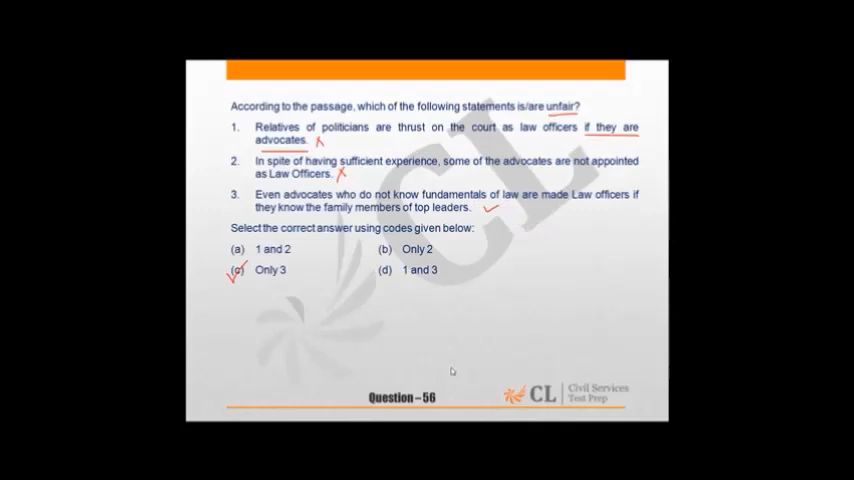 According to the passage, which of the following statements is/are unfair?
1. Relatives of politicians are thrust on the court as law officers if they are
advocates.
2. In spite of having sufficient experience, some of the advocates are not appointed
as Law Officers.
3. Even advocates who do not know fundamentals of law are made Law officers if
they know the family members of top leaders.
Select the correct answer using codes given below:
(a) 1 and 2 (b) Only 2
(c) Only 3 (d) 1 and 3
CL
Question – 56
CL Civil Services
Test Prep